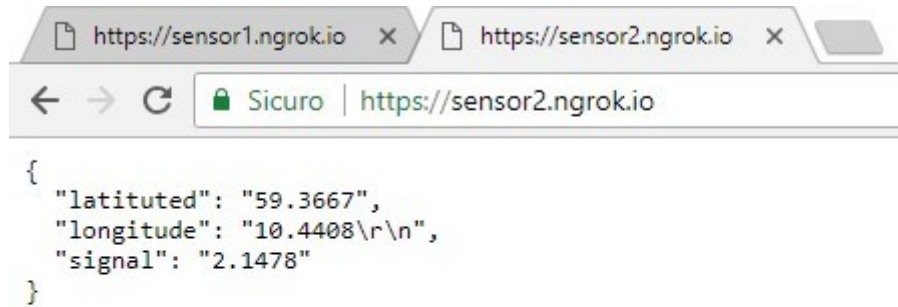 https://sensor1.ngrok.io https://sensor2.ngrok.io
Sicuro https://sensor2.ngrok.io
{
"latituted": "59.3667",
"longitude": "10.4408\r\n",
"signal": "2.1478"
}